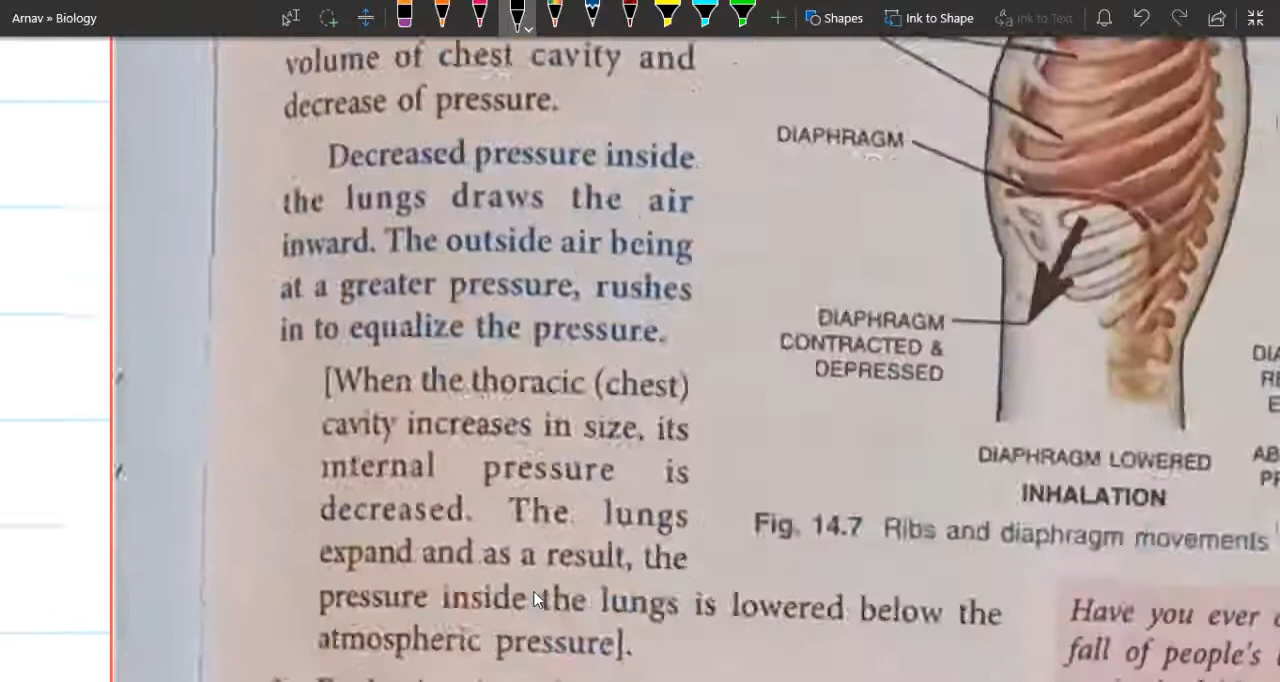 Arnav » Biology
Shapes
Ink to Shape
Ink to Text
volume of chest cavity and
decrease of pressure.
Decreased pressure inside
the lungs draws the air
inward. The outside air being
at a greater pressure, rushes
in to equalize the pressure.
[When the thoracic (chest)
cavity increases in size, its
internal pressure is
decreased. The lungs
expand and as a result, the
pressure inside the lungs is lowered below the
atmospheric pressure].
DIAPHRAGM
DIAPHRAGM
CONTRACTED &
DEPRESSED
DIAPHRAGM LOWERED
INHALATION
Fig. 14.7 Ribs and diaphragm movements
Have you ever
fall of people's